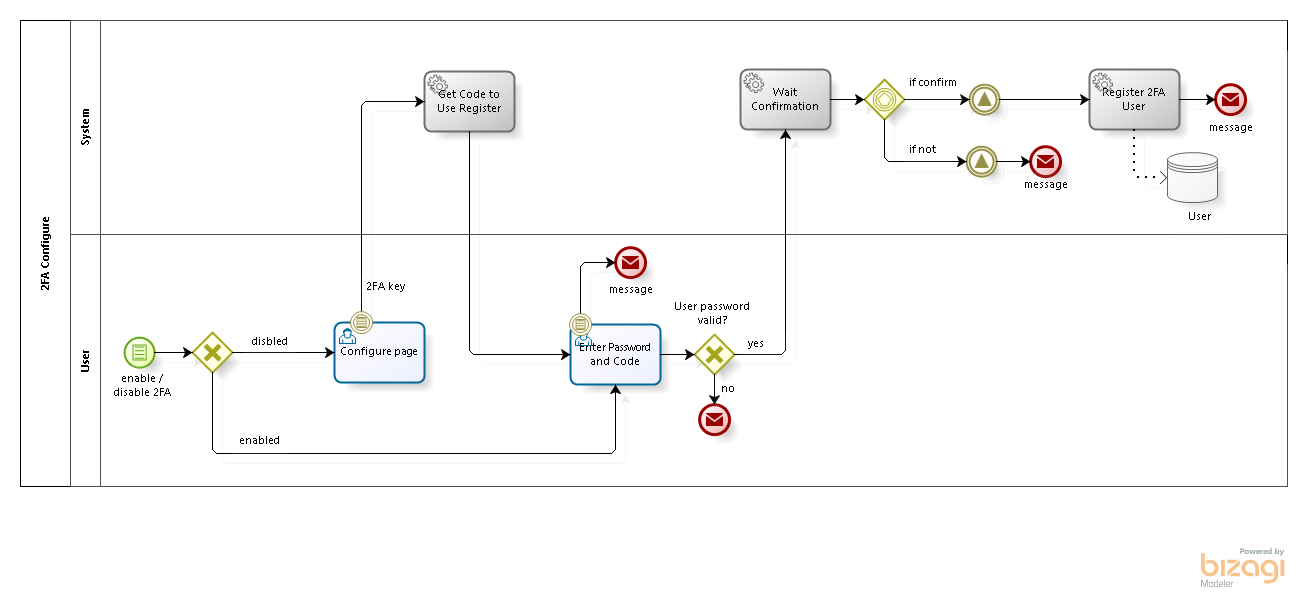 2FA Configure
System
Get Code to
Use Register
Wait
Confirmation
if confirm
Register 2FA
User
message
if not
message
User
User
2FA key
message
User password
valid?
disbled
Configure page
Enter Password
and Code
yes
enable /
disable 2FA
no
enabled
Powered by
bizagi
Modeler